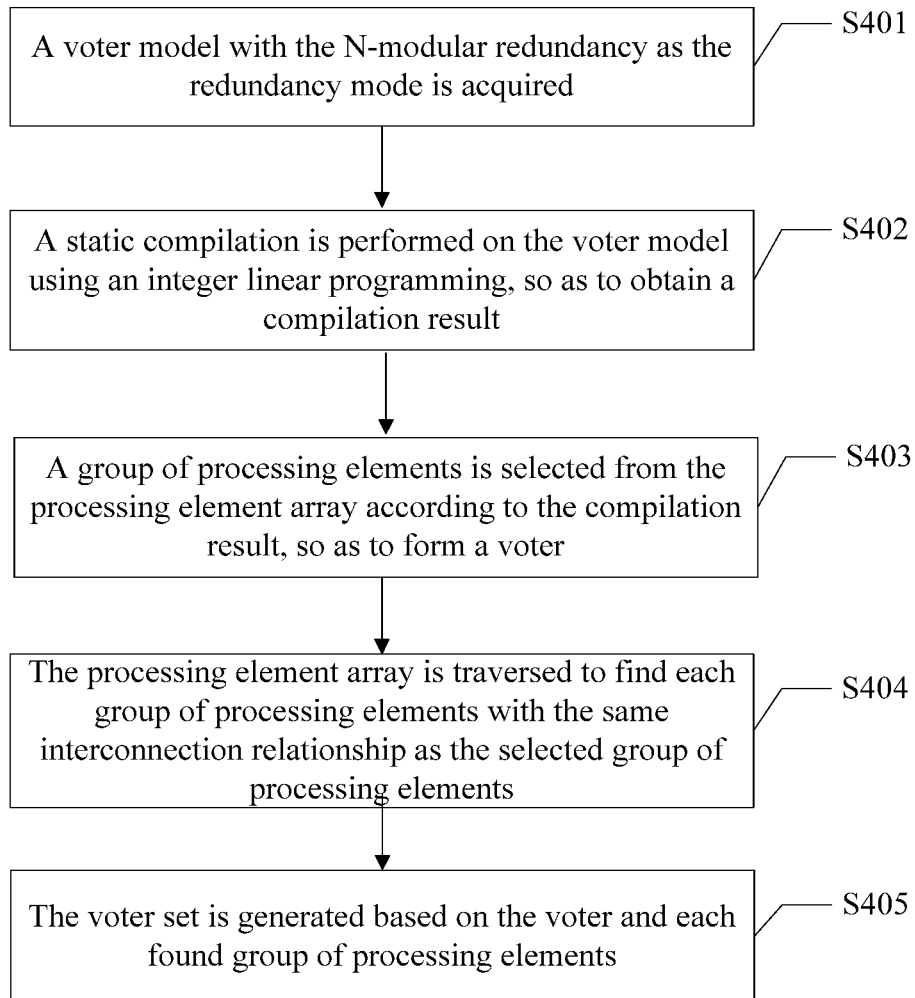 S401
A voter model with the N-modular redundancy as the
redundancy mode is acquired
S402
A static compilation is performed on the voter model
using an integer linear programming, so as to obtain a
compilation result
S403
A group of processing elements is selected from the
processing element array according to the compilation
result, so as to form a voter
S404
The processing element array is traversed to find each
group of processing elements with the same
interconnection relationship as the selected group of
processing elements
S405
The voter set is generated based on the voter and each
found group of processing elements